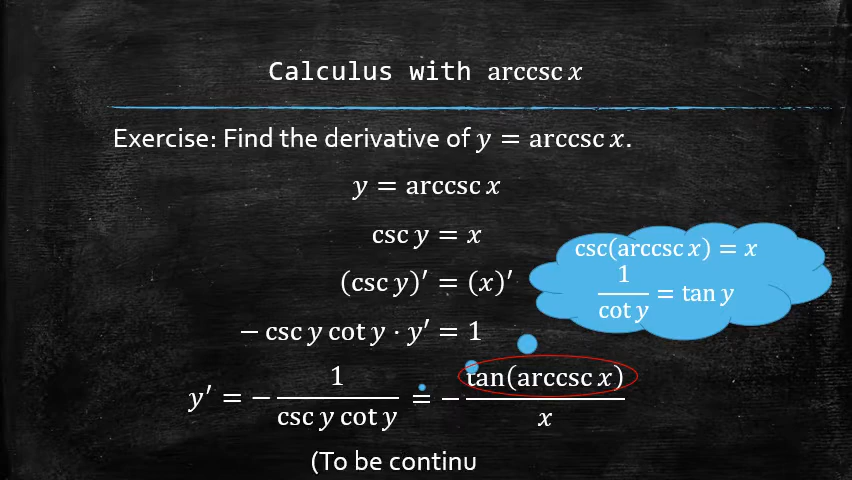 Calculus with arccsc x
Exercise: Find the derivative of y = arccsc x.
y = arccsc x
csc y = x
(csc y)′ = (x)′
− csc y cot y · y′ = 1
csc(arccsc x) = x
1/cot y = tan y
y′ = − 1/(csc y cot y) = − tan(arccsc x)/x
(To be continu